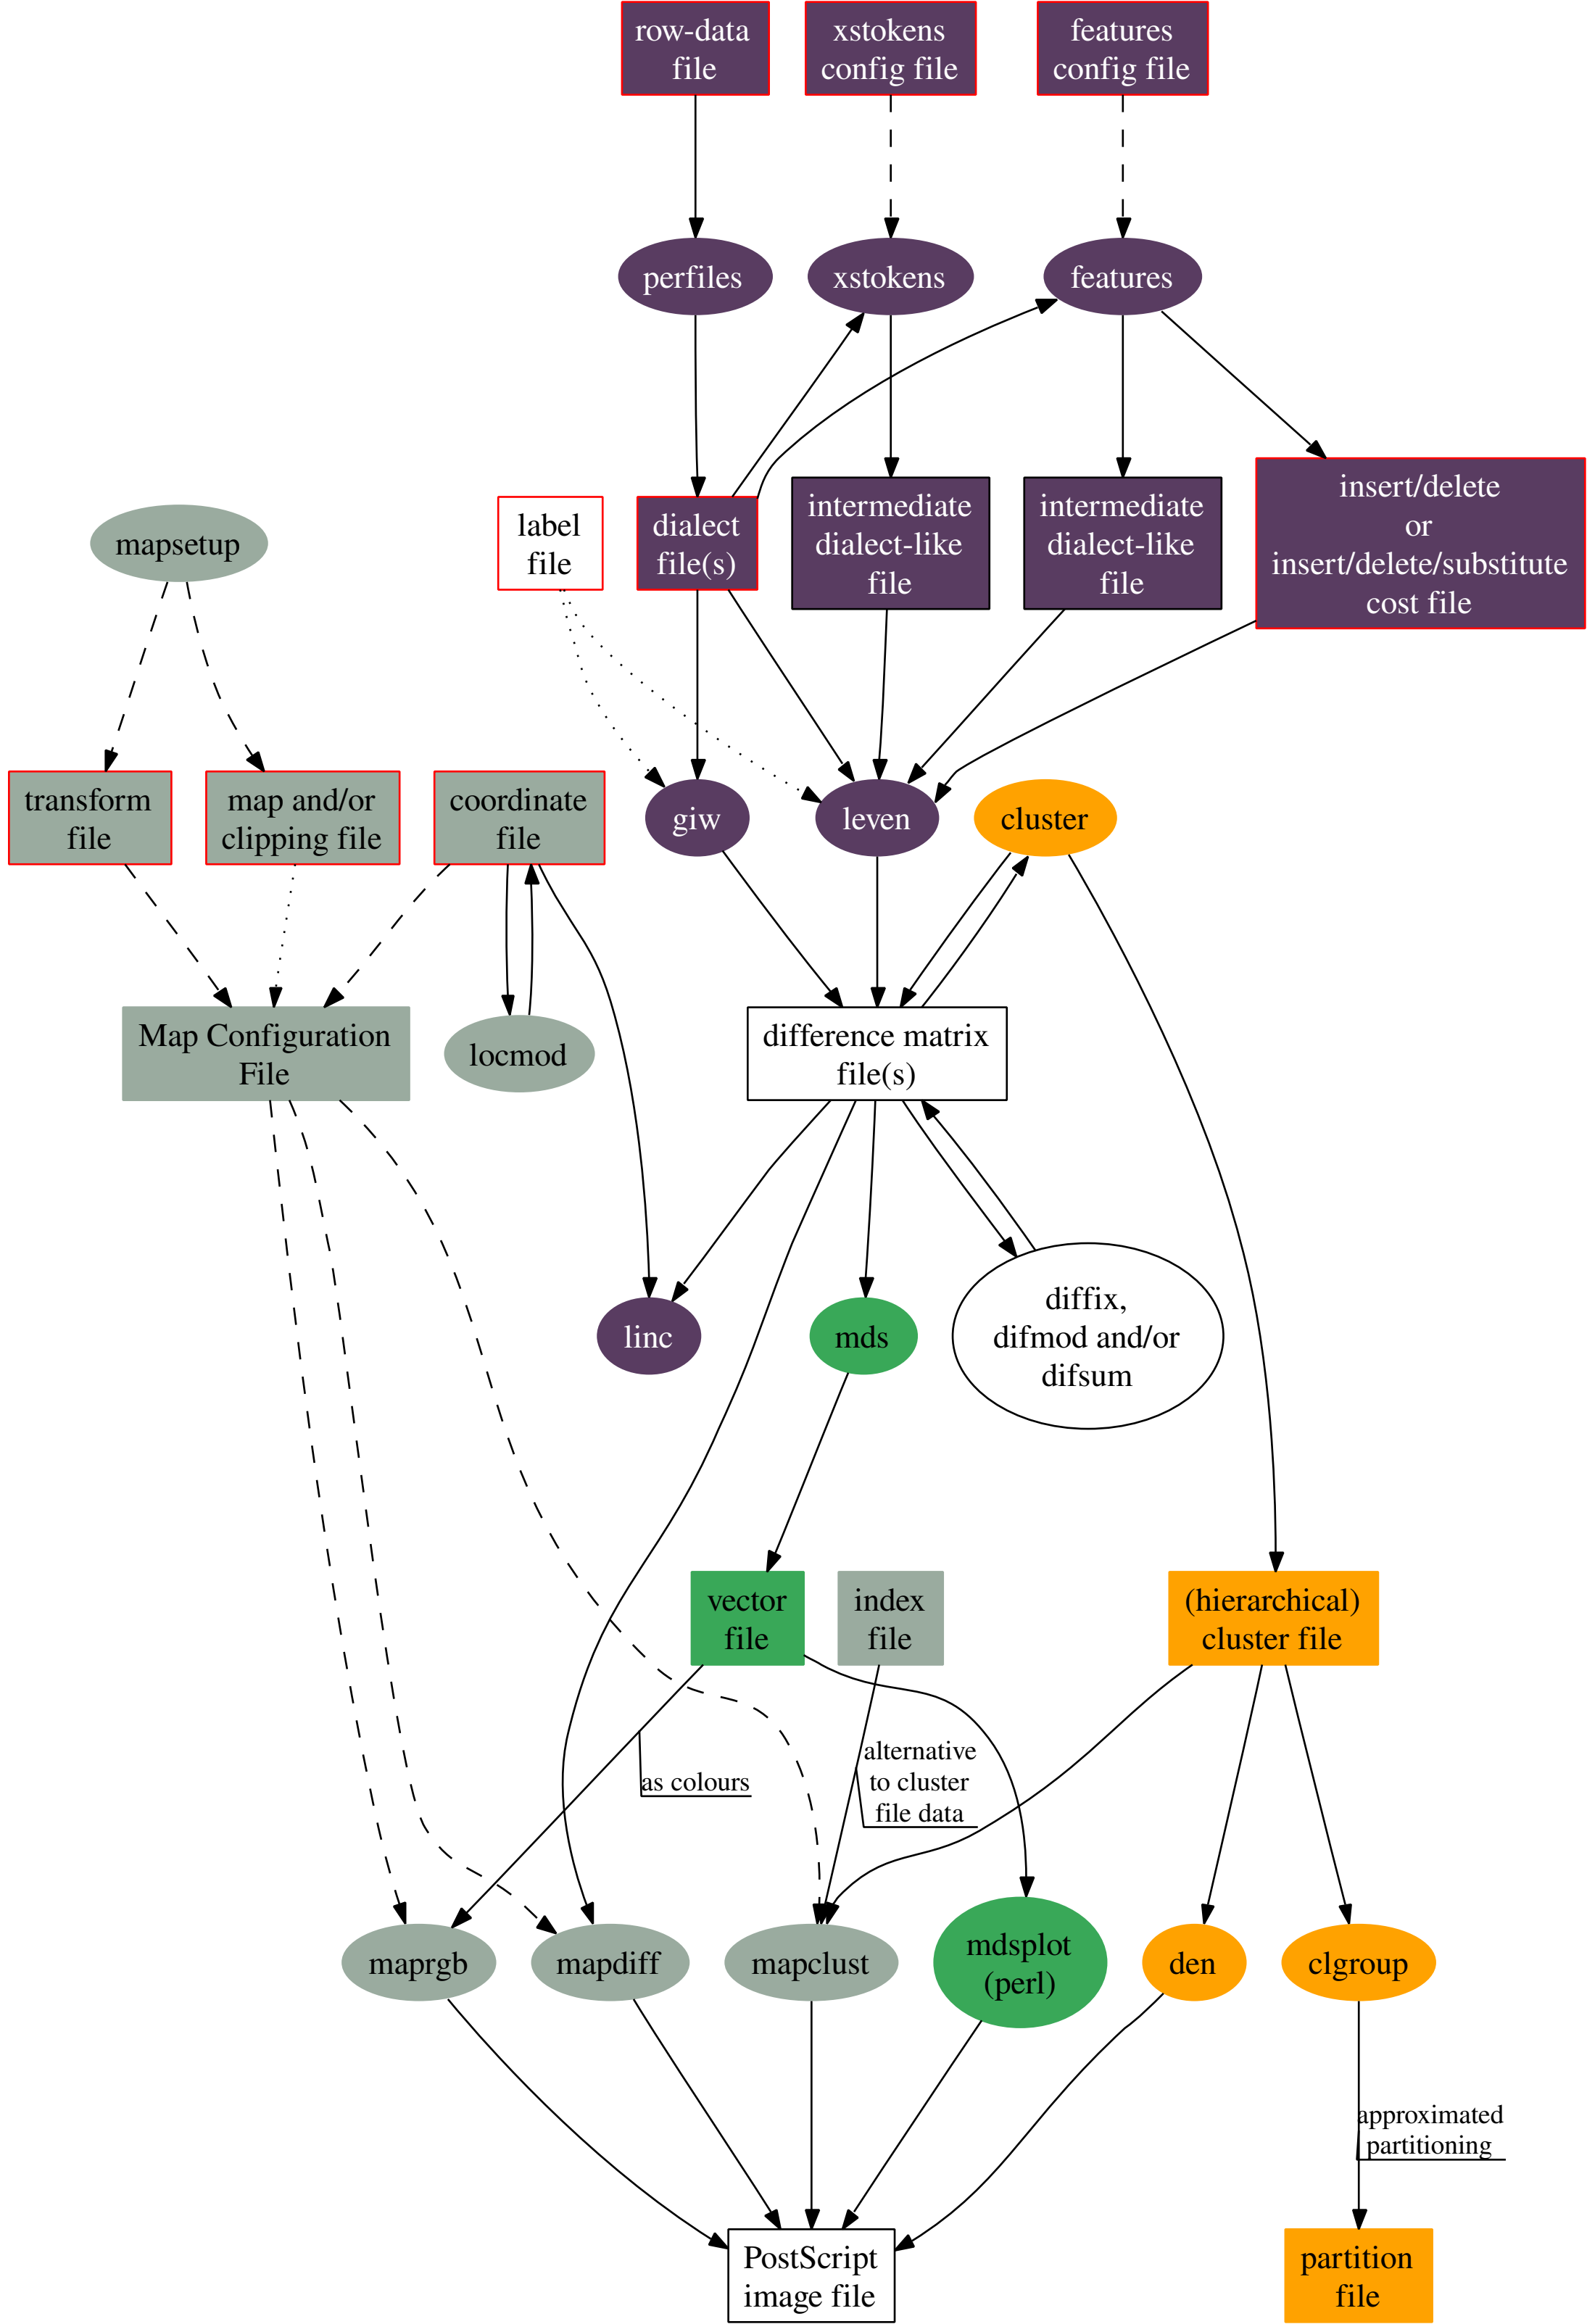 row-data
file
xstokens
config file
features
config file
perfiles
xstokens
features
mapsetup
label
file
dialect
file(s)
intermediate
dialect-like
file
intermediate
dialect-like
file
insert/delete
or
insert/delete/substitute
cost file
transform
file
map and/or
clipping file
coordinate
file
giw
leven
cluster
Map Configuration
File
locmod
difference matrix
file(s)
linc
mds
diffix,
difmod and/or
difsum
vector
file
index
file
(hierarchical)
cluster file
as colours
alternative
to cluster
file data
maprgb
mapdiff
mapclust
mdsplot
(perl)
den
clgroup
approximated
partitioning
PostScript
image file
partition
file